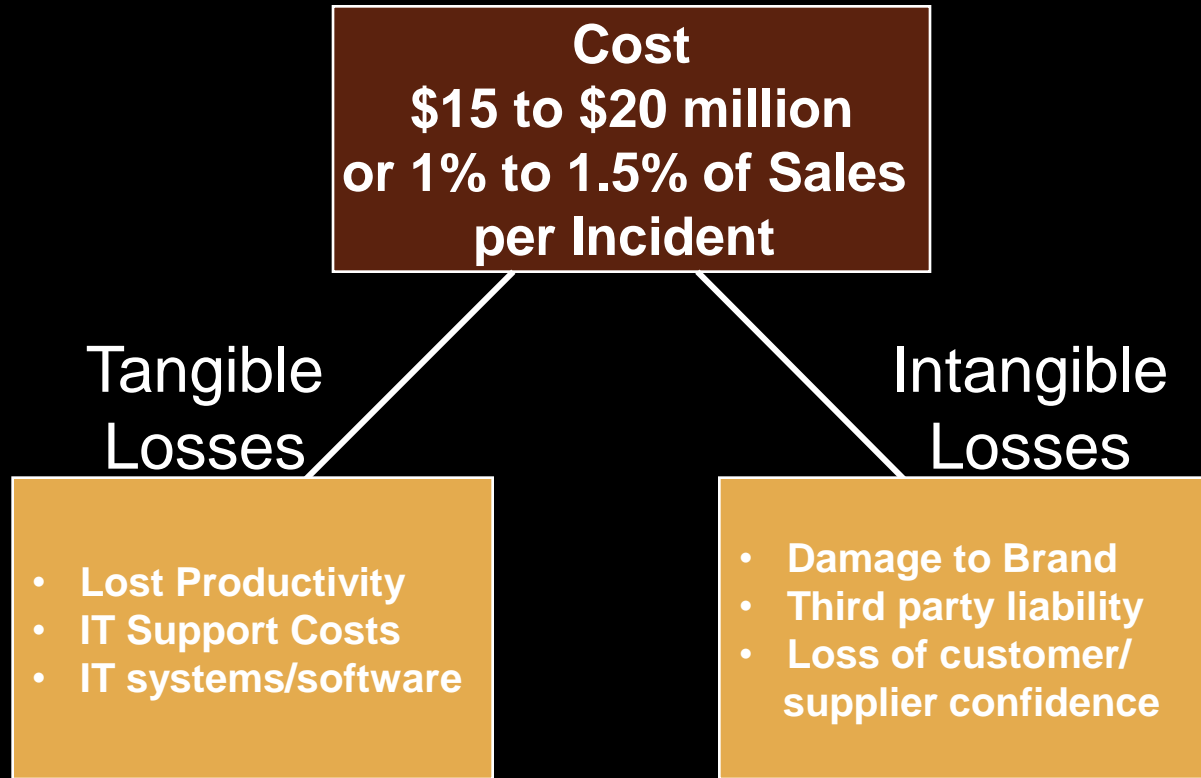 Cost
$15 to $20 million
or 1% to 1.5% of Sales
per Incident
Tangible
Losses
Intangible
Losses
• Lost Productivity
• IT Support Costs
• IT systems/software
• Damage to Brand
• Third party liability
• Loss of customer/
supplier confidence